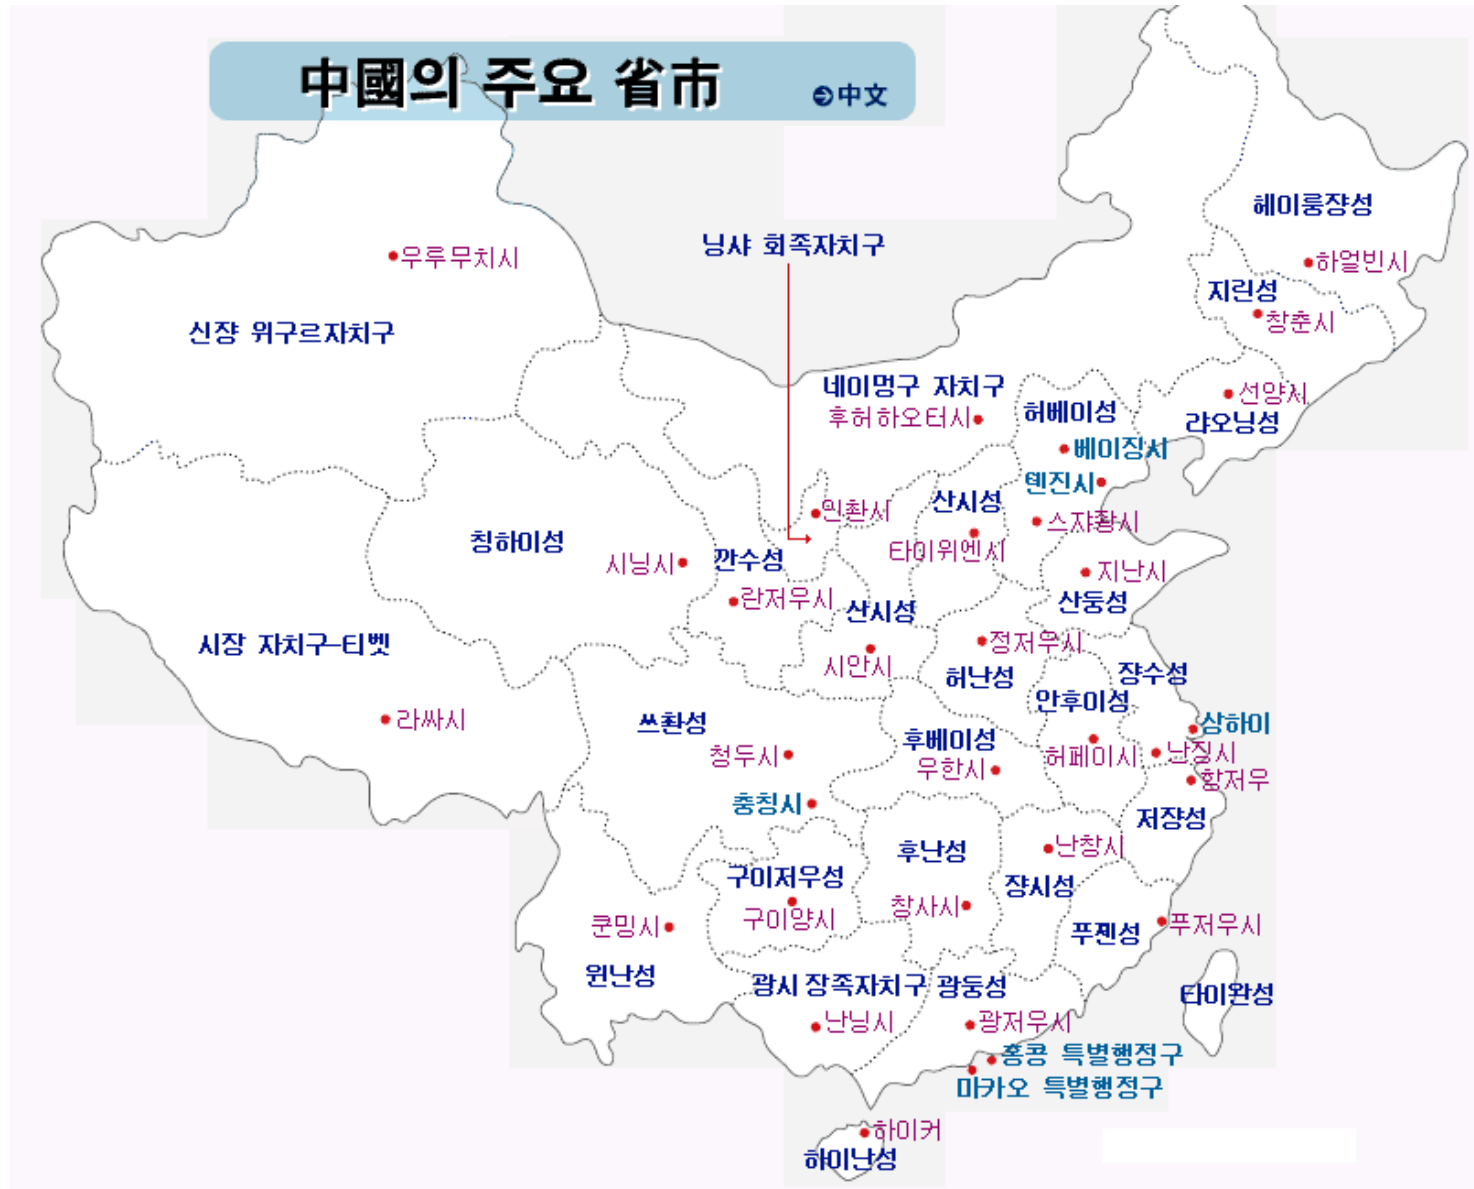 中國의 주요 省市
中文
헤이룽쟝성
닝샤 회족자치구
우루무치시
하얼빈시
지린성
창춘시
신쟝 위구르자치구
네이멍구 자치구
선양시
허베이성
후허하오터시
랴오닝성
베이징시
톈진시
산시성
인촨시
스쟈좡시
칭하이성
타이위엔시
깐수성
시닝시
지난시
란저우시
산둥성
산시성
시장 자치구-티벳
정저우시
시안시
허난성
쟝수성
안후이성
라싸시
쓰촨성
상하이
후베이성
청두시
허페이시
난징시
우한시
항저우
충칭시
저쟝성
난창시
후난성
구이저우성
쟝시성
창사시
구이양시
쿤밍시
푸저우시
푸젠성
윈난성
광시 장족자치구
광둥성
타이완성
난닝시
광저우시
홍콩 특별행정구
마카오 특별행정구
하이커
하이난성